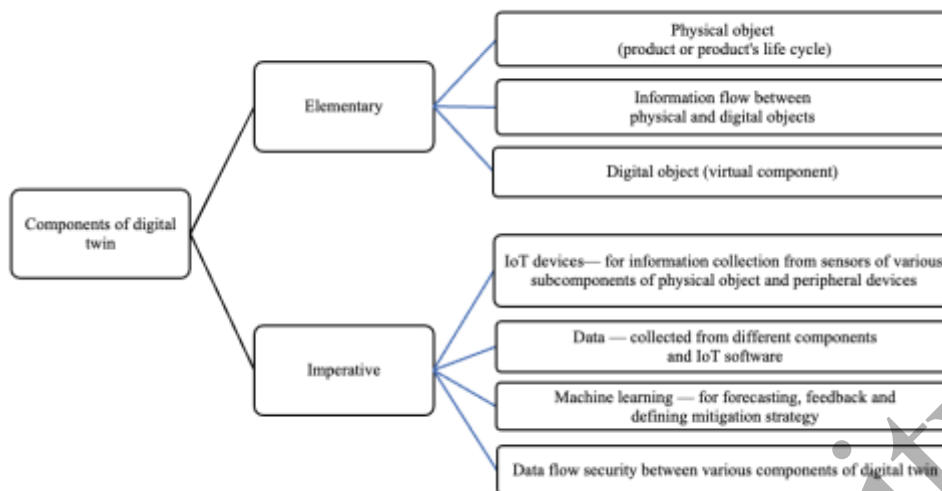 Physical object
(product or product's life cycle)
Elementary
Information flow between
physical and digital objects
Digital object (virtual component)
Components of digital
twin
IoT devices— for information collection from sensors of various
subcomponents of physical object and peripheral devices
Data — collected from different components
and IoT software
Imperative
Machine learning — for forecasting, feedback and
defining mitigation strategy
Data flow security between various components of digital twin